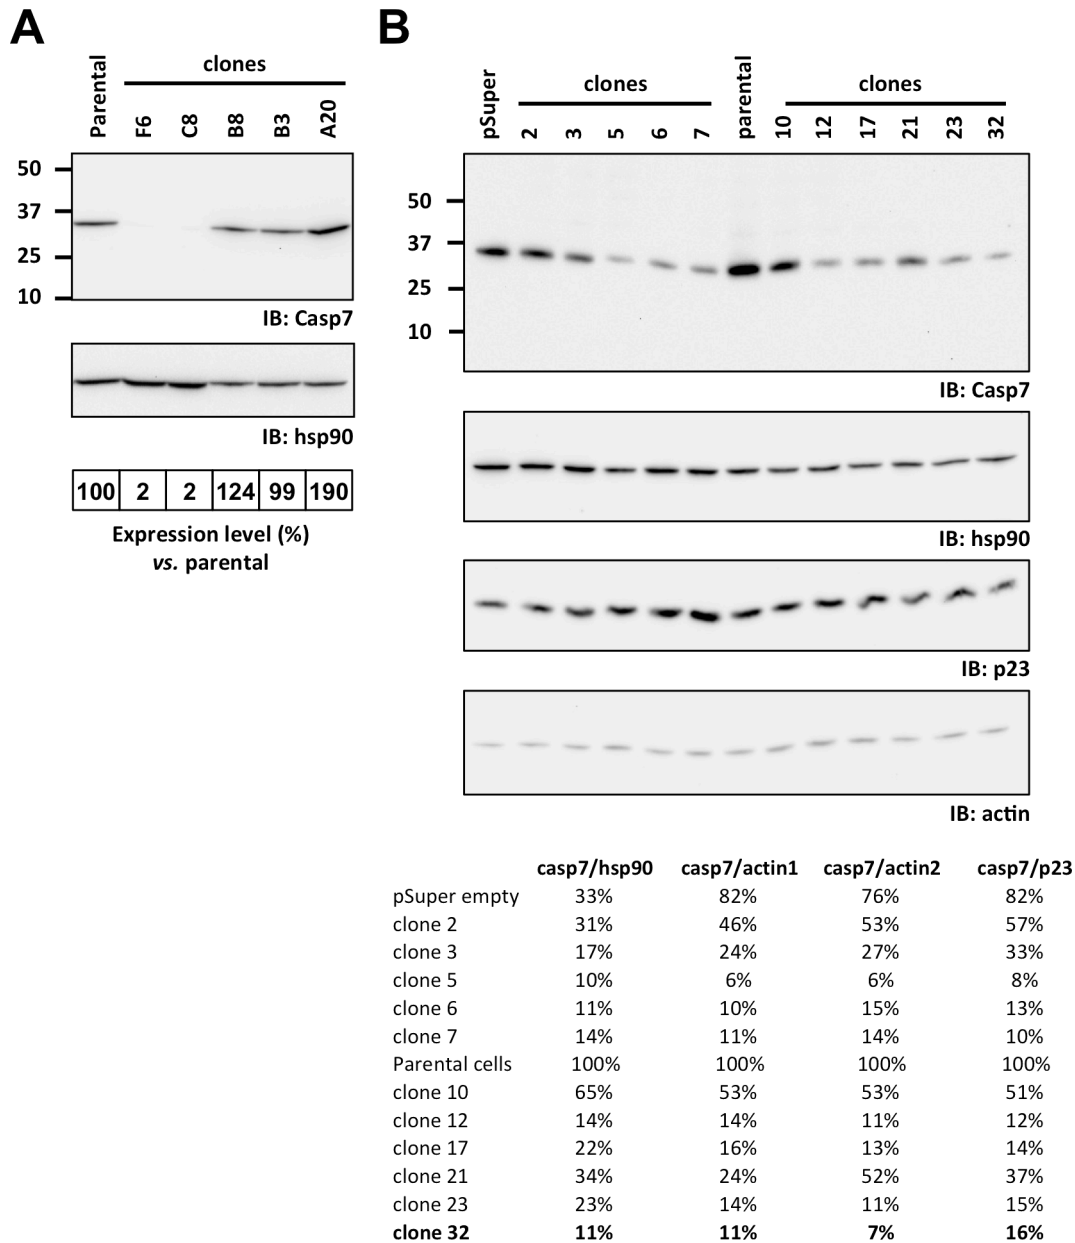 A
Parental
clones
F6
C8
B8
B3
A20
50
37
25
10
IB: Casp7
IB: hsp90
100 2 2 124 99 190
Expression level (%)
vs. parental
B
pSuper
clones
2
3
5
6
7
parental
clones
10
12
17
21
23
32
50
37
25
10
IB: Casp7
IB: hsp90
IB: p23
IB: actin
casp7/hsp90 casp7/actin1 casp7/actin2 casp7/p23
pSuper empty 33% 82% 76% 82%
clone 2 31% 46% 53% 57%
clone 3 17% 24% 27% 33%
clone 5 10% 6% 6% 8%
clone 6 11% 10% 15% 13%
clone 7 14% 11% 14% 10%
Parental cells 100% 100% 100% 100%
clone 10 65% 53% 53% 51%
clone 12 14% 14% 11% 12%
clone 17 22% 16% 13% 14%
clone 21 34% 24% 52% 37%
clone 23 23% 14% 11% 15%
clone 32 11% 11% 7% 16%